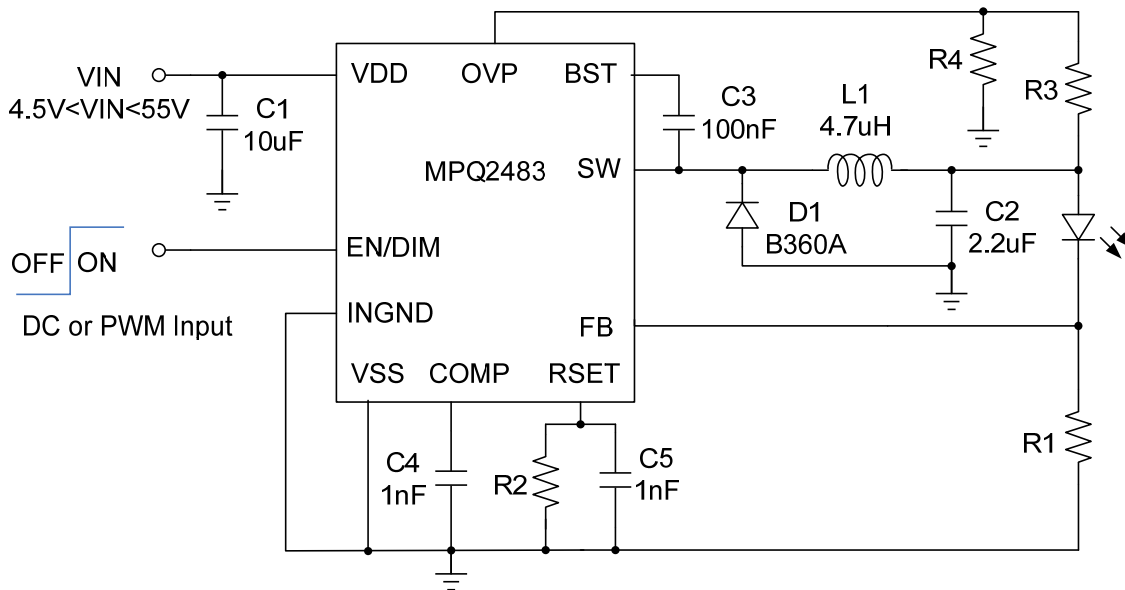 VDD OVP BST
VIN
4.5V<VIN<55V
C1
10uF
C3
100nF
L1
4.7uH
R4
R3
MPQ2483
SW
D1
B360A
C2
2.2uF
OFF ON
EN/DIM
DC or PWM Input
INGND
FB
VSS COMP RSET
C4
1nF
R2
C5
1nF
R1